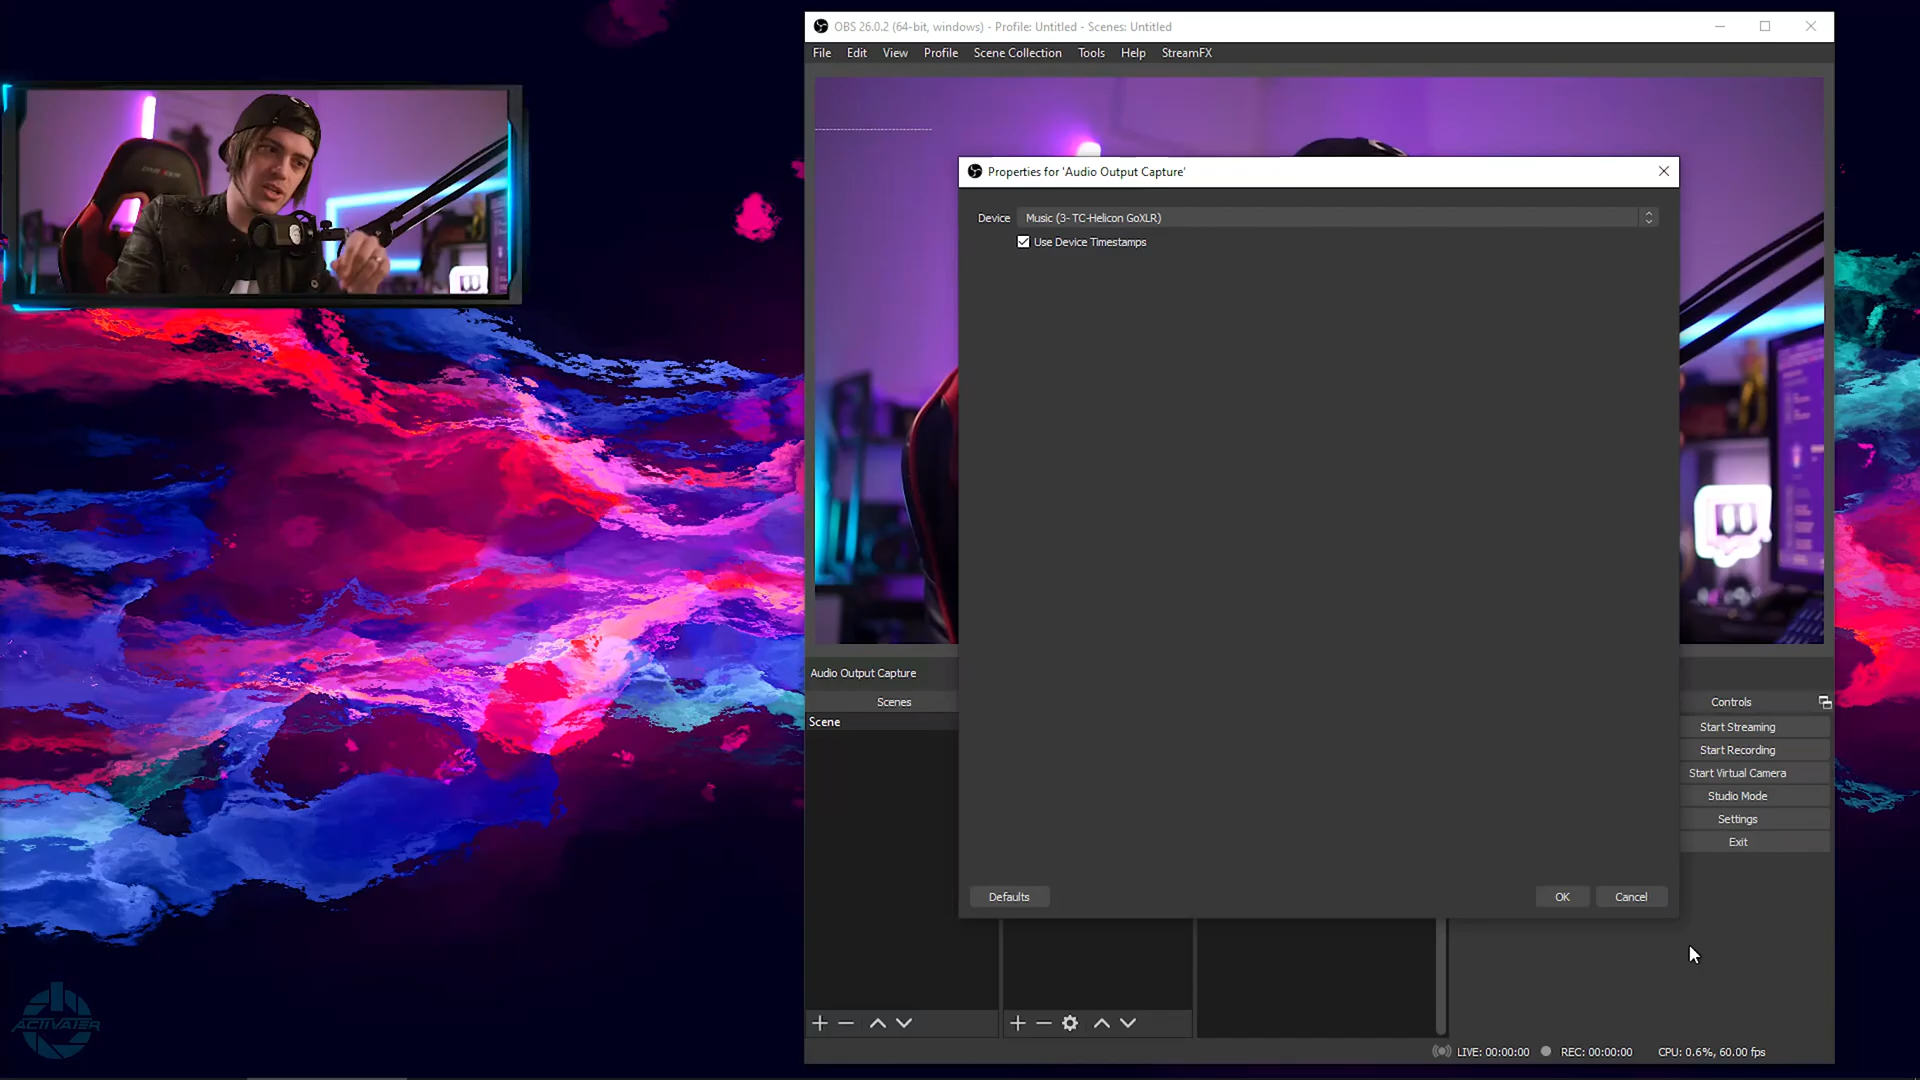 OBS 26.0.2 (64-bit, windows) - Profile: Untitled - Scenes: Untitled
File Edit View Profile Scene Collection Tools Help StreamFX
Properties for 'Audio Output Capture'
Device Music (3- TC-Helicon GoXLR)
Use Device Timestamps
Audio Output Capture
Scenes
Scene
Controls
Start Streaming
Start Recording
Start Virtual Camera
Studio Mode
Settings
Exit
Defaults OK Cancel
ACTIVATER
LIVE: 00:00:00 REC: 00:00:00 CPU: 0.6%, 60.00 fps